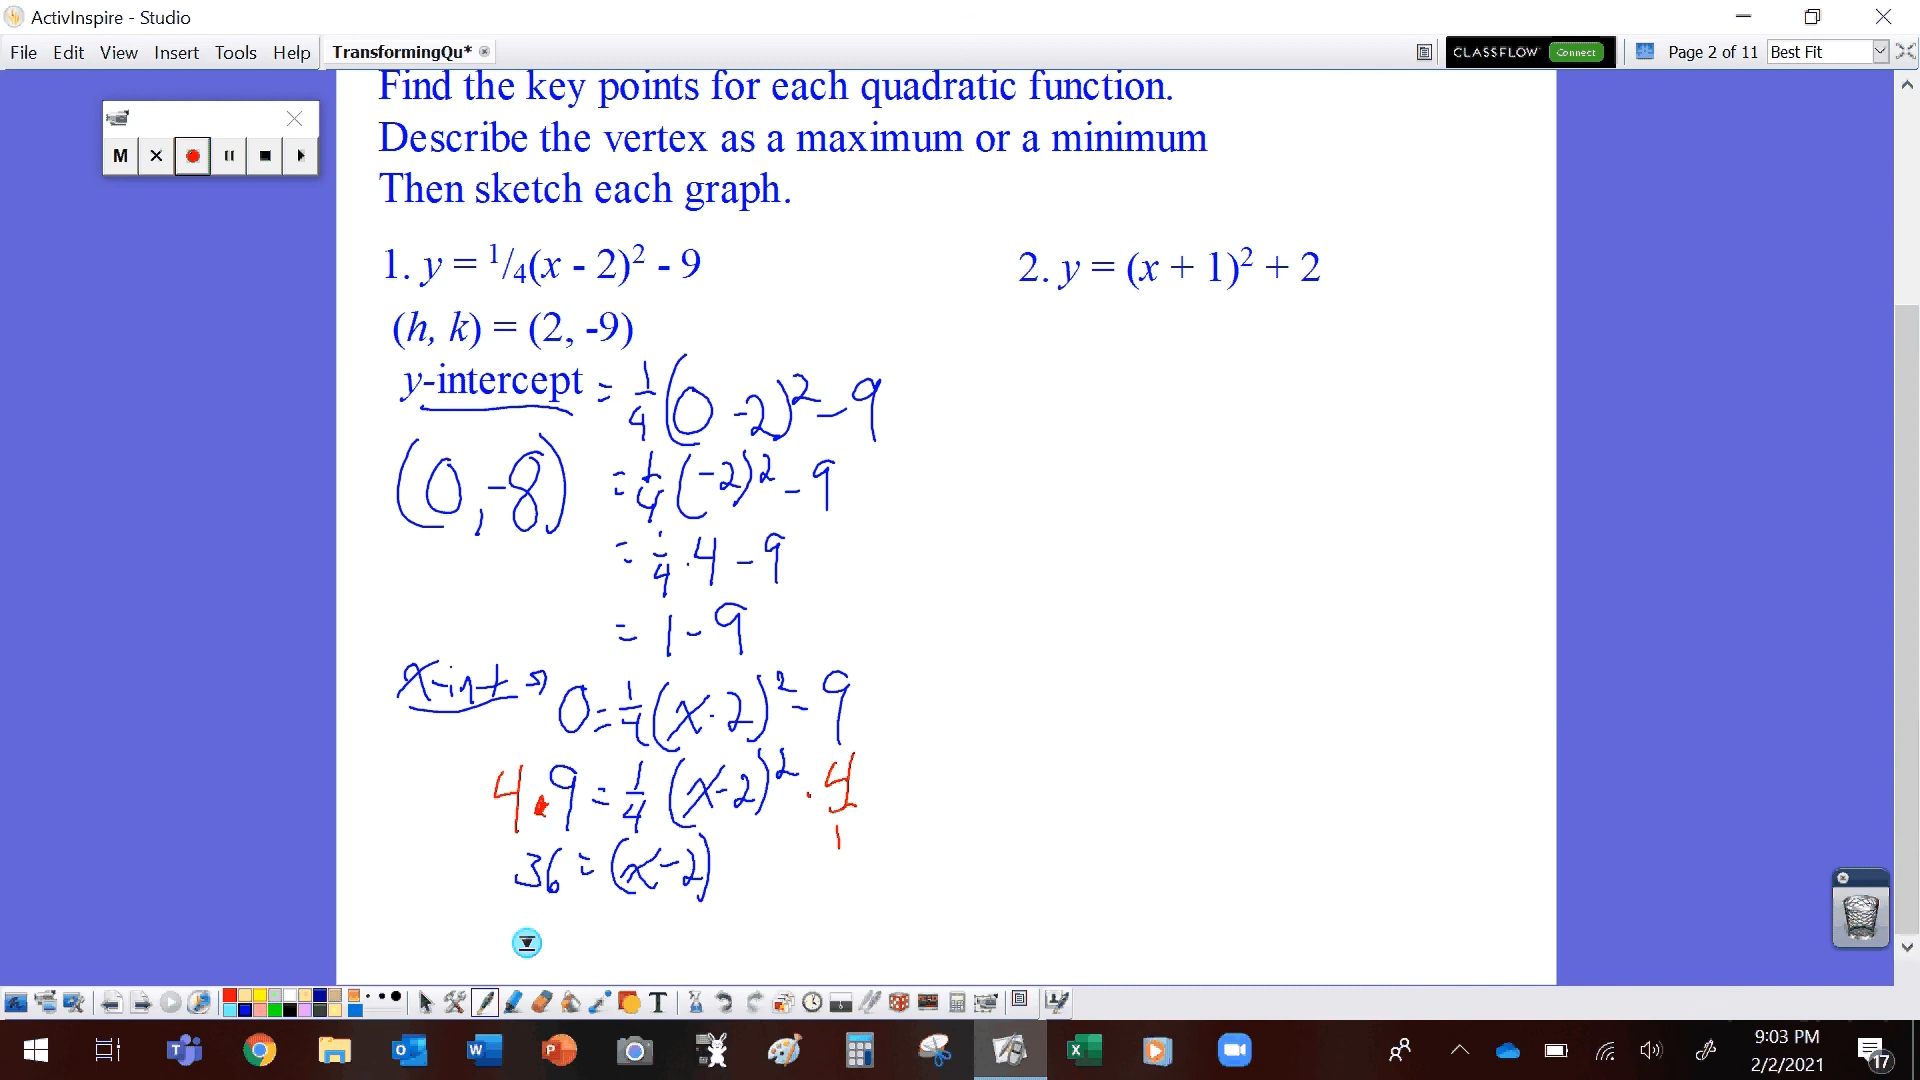 ActivInspire - Studio
File Edit View Insert Tools Help TransformingQu* CLASSFLOW Connect Page 2 of 11 Best Fit
Find the key points for each quadratic function.
Describe the vertex as a maximum or a minimum
Then sketch each graph.
M
1. y = 1/4(x - 2)² - 9
2. y = (x + 1)² + 2
(h, k) = (2, -9)
y-intercept = 1/4 (0 - 2)² - 9
(0, -8) = 1/4 (-2)² - 9
= 1/4 · 4 - 9
= 1 - 9
x-int → 0 = 1/4 (x - 2)² - 9
4 · 9 = 1/4 (x - 2)² · 4
1
36 = (x - 2)
T
9:03 PM
2/2/2021
17